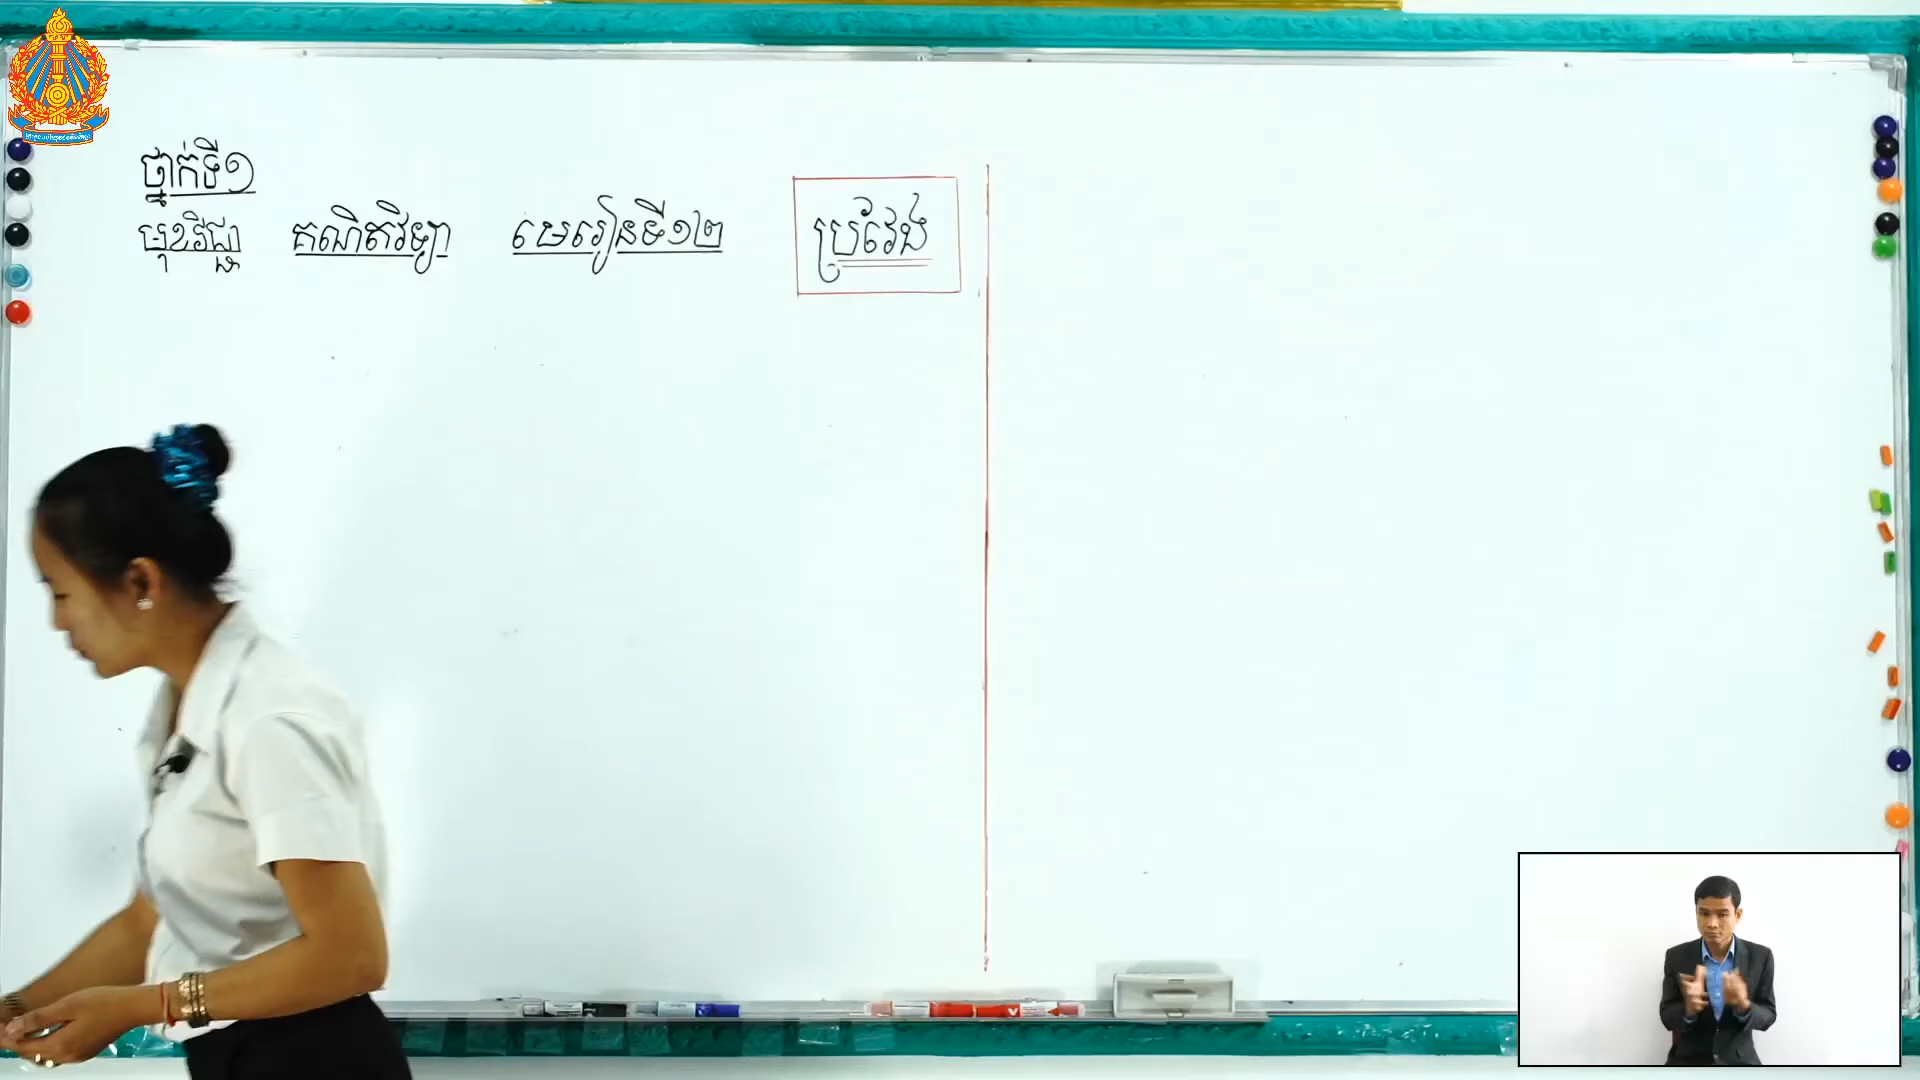 ថ្នាក់ទី១
មុខវិជ្ជា គណិតវិទ្យា មេរៀនទី១២ ប្រវែង